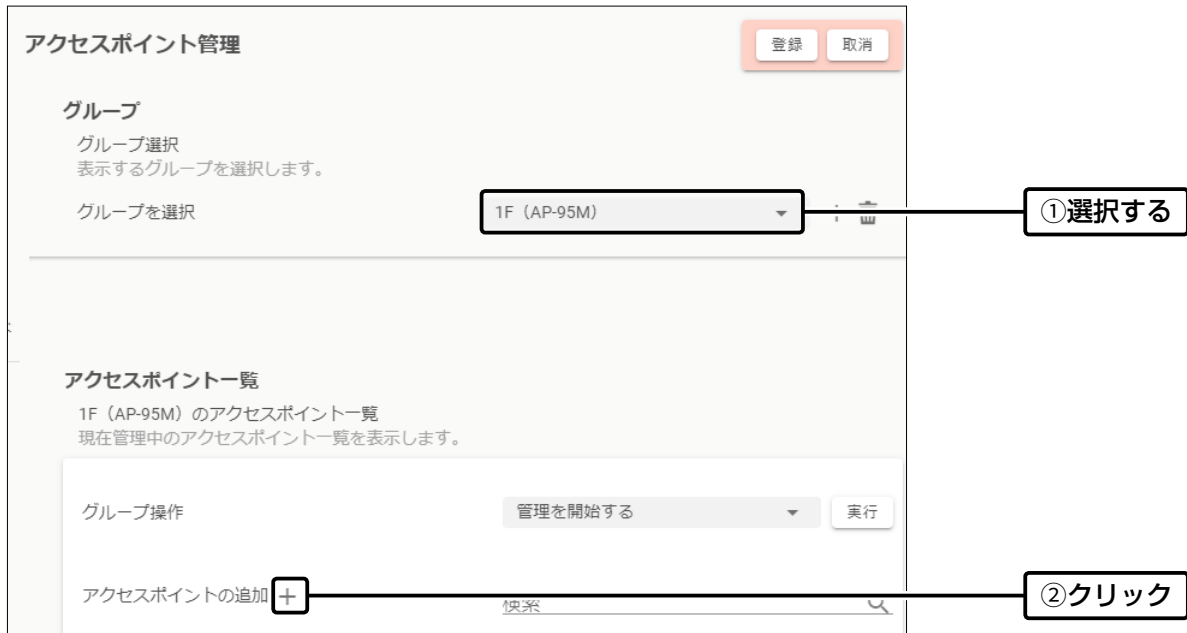 アクセスポイント管理
登録 取消
グループ
グループ選択
表示するグループを選択します。
グループを選択 1F（AP-95M） ①選択する
アクセスポイント一覧
1F（AP-95M）のアクセスポイント一覧
現在管理中のアクセスポイント一覧を表示します。
グループ操作 管理を開始する 実行
アクセスポイントの追加 + 検索 ②クリック